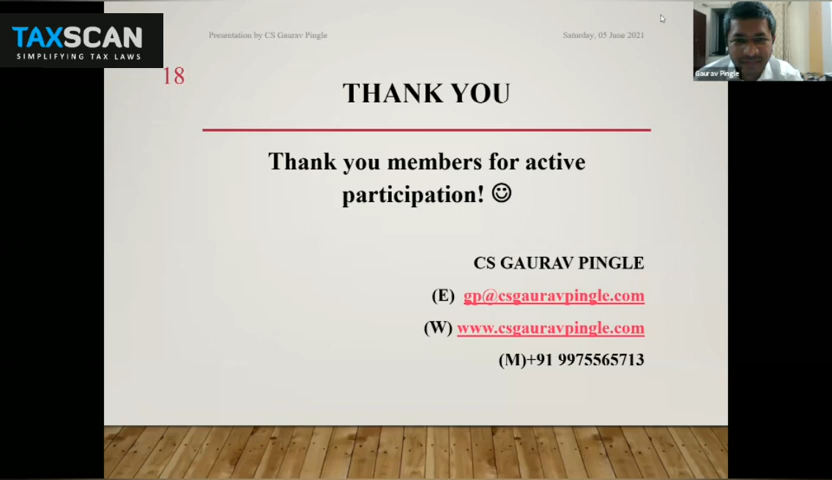 TAXSCAN
SIMPLIFYING TAX LAWS
Presentation by CS Gaurav Pingle
Saturday, 05 June 2021
Gaurav Pingle
18
THANK YOU
Thank you members for active
participation! ☺
CS GAURAV PINGLE
(E) gp@csgauravpingle.com
(W) www.csgauravpingle.com
(M)+91 9975565713